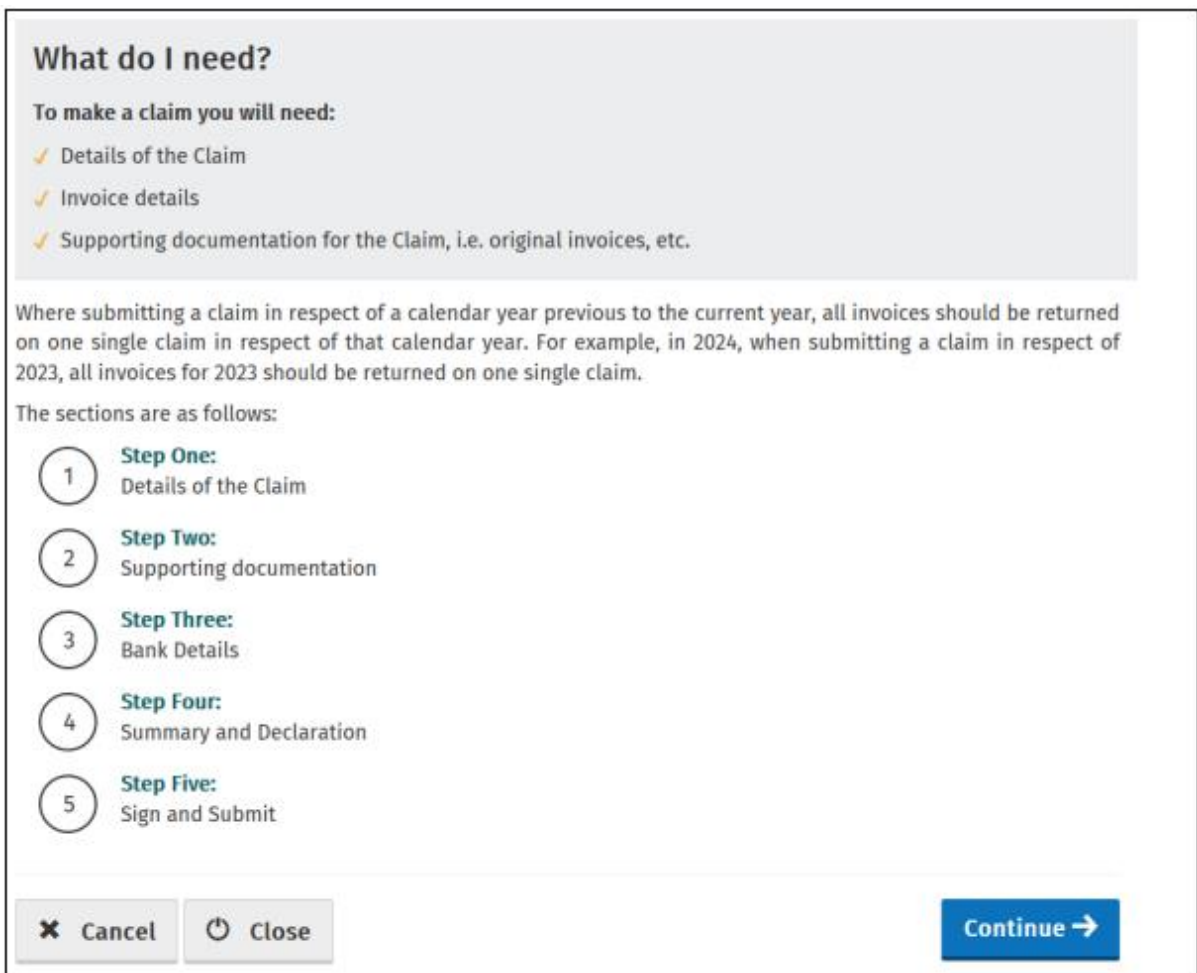 What do I need?
To make a claim you will need:
✓ Details of the Claim
✓ Invoice details
✓ Supporting documentation for the Claim, i.e. original invoices, etc.
Where submitting a claim in respect of a calendar year previous to the current year, all invoices should be returned
on one single claim in respect of that calendar year. For example, in 2024, when submitting a claim in respect of
2023, all invoices for 2023 should be returned on one single claim.
The sections are as follows:
1
Step One:
Details of the Claim
2
Step Two:
Supporting documentation
3
Step Three:
Bank Details
4
Step Four:
Summary and Declaration
5
Step Five:
Sign and Submit
Cancel
Close
Continue